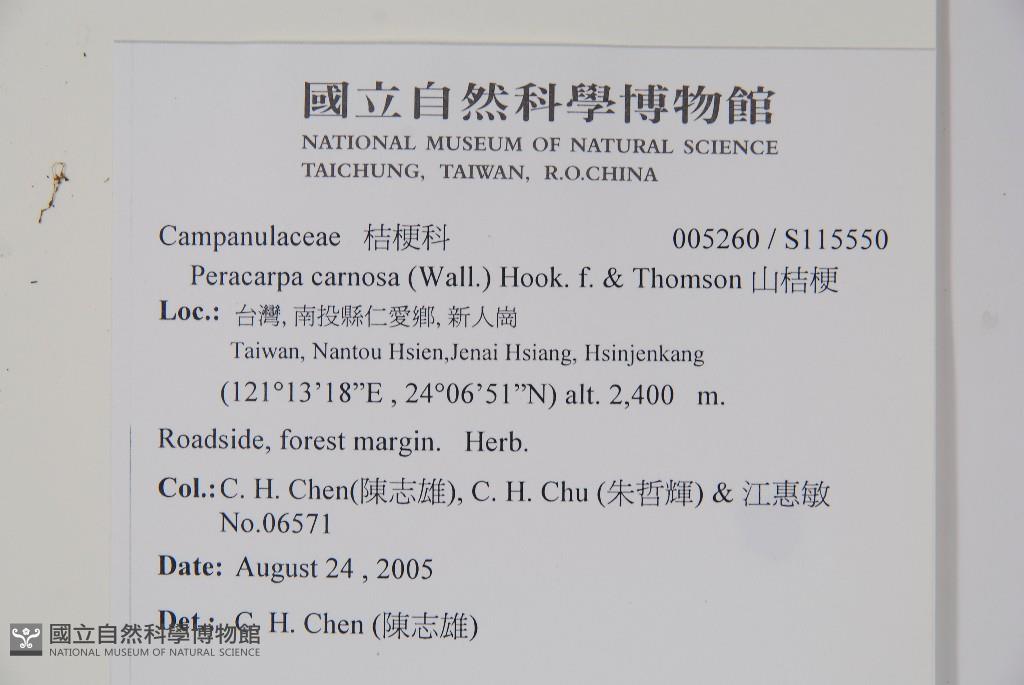 國立自然科學博物館
NATIONAL MUSEUM OF NATURAL SCIENCE
TAICHUNG, TAIWAN, R.O.CHINA
Campanulaceae 桔梗科 005260 / S115550
Peracarpa carnosa (Wall.) Hook. f. & Thomson 山桔梗
Loc.: 台灣, 南投縣仁愛鄉, 新人崗
Taiwan, Nantou Hsien,Jenai Hsiang, Hsinjenkang
(121°13’18”E , 24°06’51”N) alt. 2,400 m.
Roadside, forest margin. Herb.
Col.: C. H. Chen(陳志雄), C. H. Chu (朱哲輝) & 江惠敏
No.06571
Date: August 24 , 2005
Det.: C. H. Chen (陳志雄)
國立自然科學博物館
NATIONAL MUSEUM OF NATURAL SCIENCE